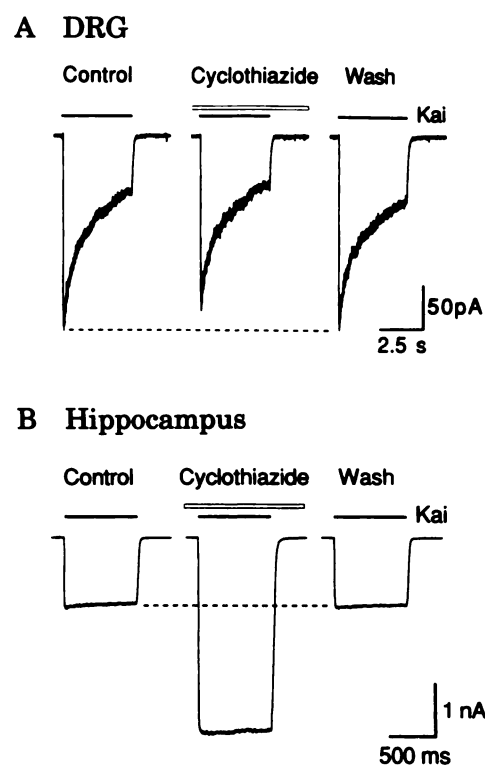 A DRG
Control Cyclothiazide Wash
Kai
50pA
2.5 s
B Hippocampus
Control Cyclothiazide Wash
Kai
1 nA
500 ms